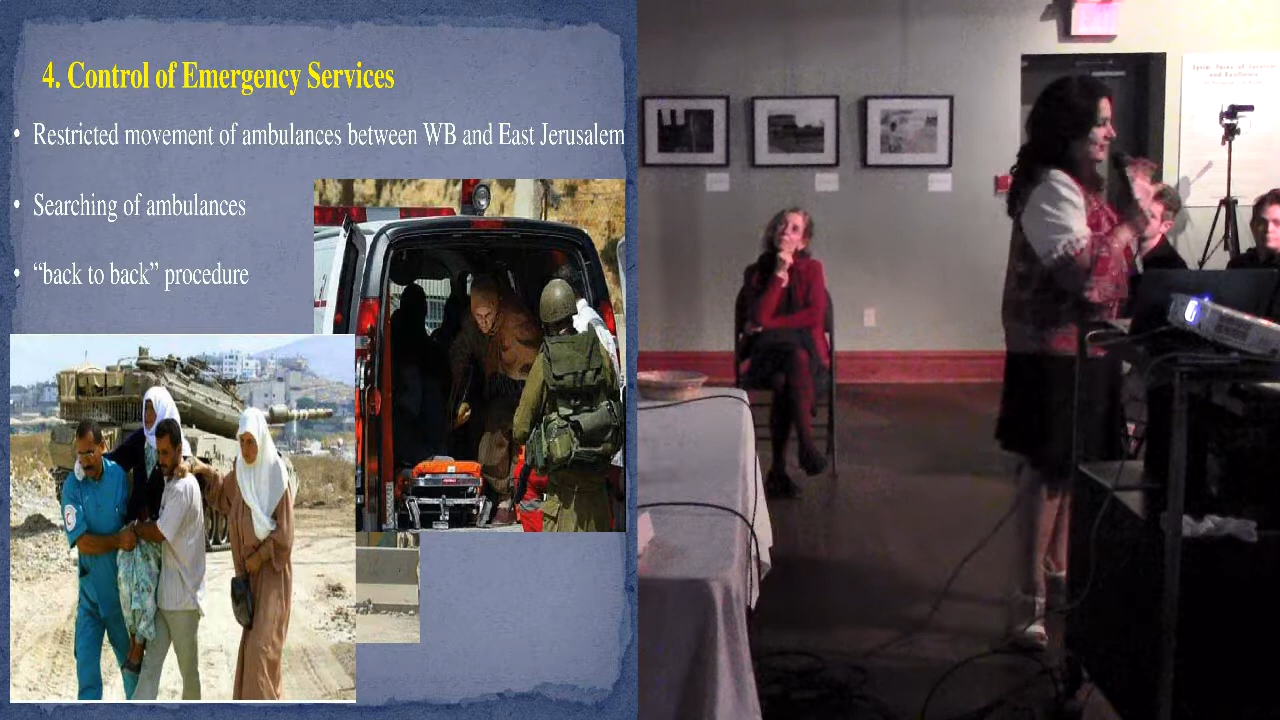 4. Control of Emergency Services
• Restricted movement of ambulances between WB and East Jerusalem
• Searching of ambulances
• “back to back” procedure